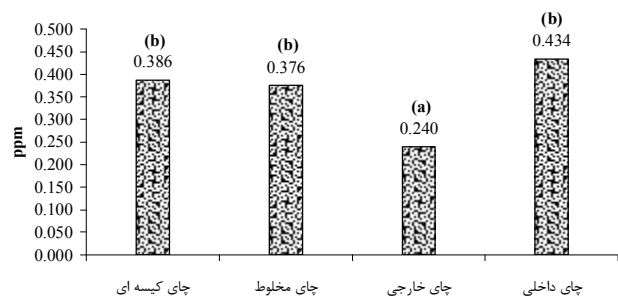 ppm
0.500
0.450
0.400
0.350
0.300
0.250
0.200
0.150
0.100
0.050
0.000
(b)
0.386
(b)
0.376
(a)
0.240
(b)
0.434
چای کیسه ای
چای مخلوط
چای خارجی
چای داخلی